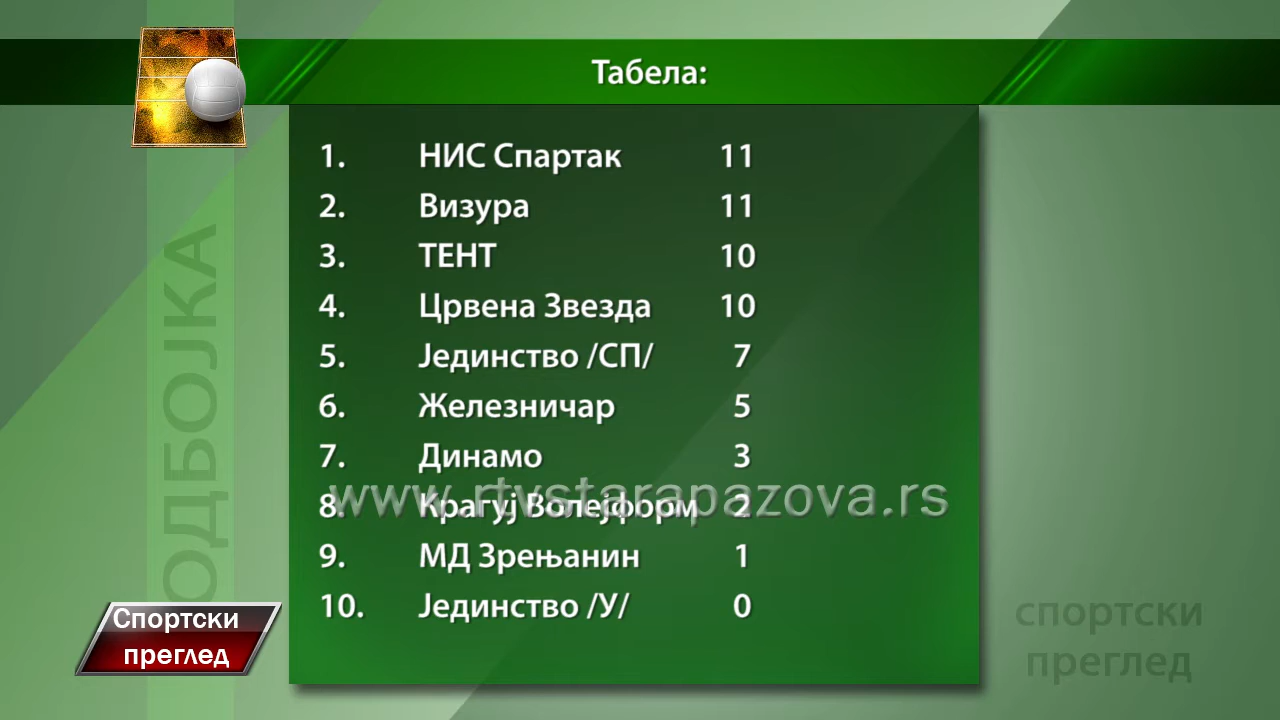 Табела:
1. НИС Спартак 11
2. Визура 11
3. ТЕНТ 10
4. Црвена Звезда 10
5. Јединство /СП/ 7
6. Железничар 5
7. Динамо 3
8. Крагуј Волејформ 2
9. МД Зрењанин 1
10. Јединство /У/ 0
www.rtvstarapazova.rs
ОДБОЈКА
Спортски
преглед
спортски
преглед